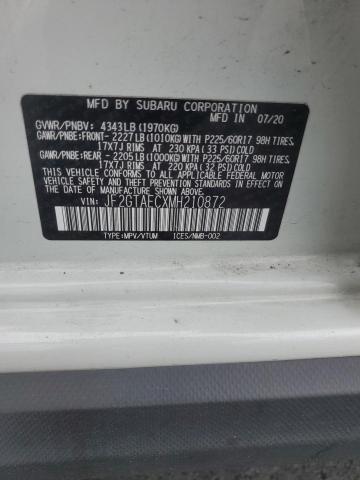 MFD BY SUBARU CORPORATION 07/20
GVWR/PNBV: 4343LB(1970KG)
GAWR/PNBE:FRONT- 2227LB(1010KG) WITH P225/60R17 98H TIRES,
17X7J RIMS AT 230 KPA(33 PSI)COLD
GAWR/PNBE:REAR - 2205LB(1000KG) WITH P225/60R17 98H TIRES,
17X7J RIMS AT 220 KPA(32 PSI)COLD
THIS VEHICLE CONFORMS TO ALL APPLICABLE
FEDERAL MOTOR VEHICLE SAFETY, BUMPER, AND
THEFT PREVENTION STANDARDS IN EFFECT ON THE
DATE OF MANUFACTURE SHOWN ABOVE.
VIN: JF2GTAECXMH210872
TYPE:MPV/VTUM ICES/NMB-002